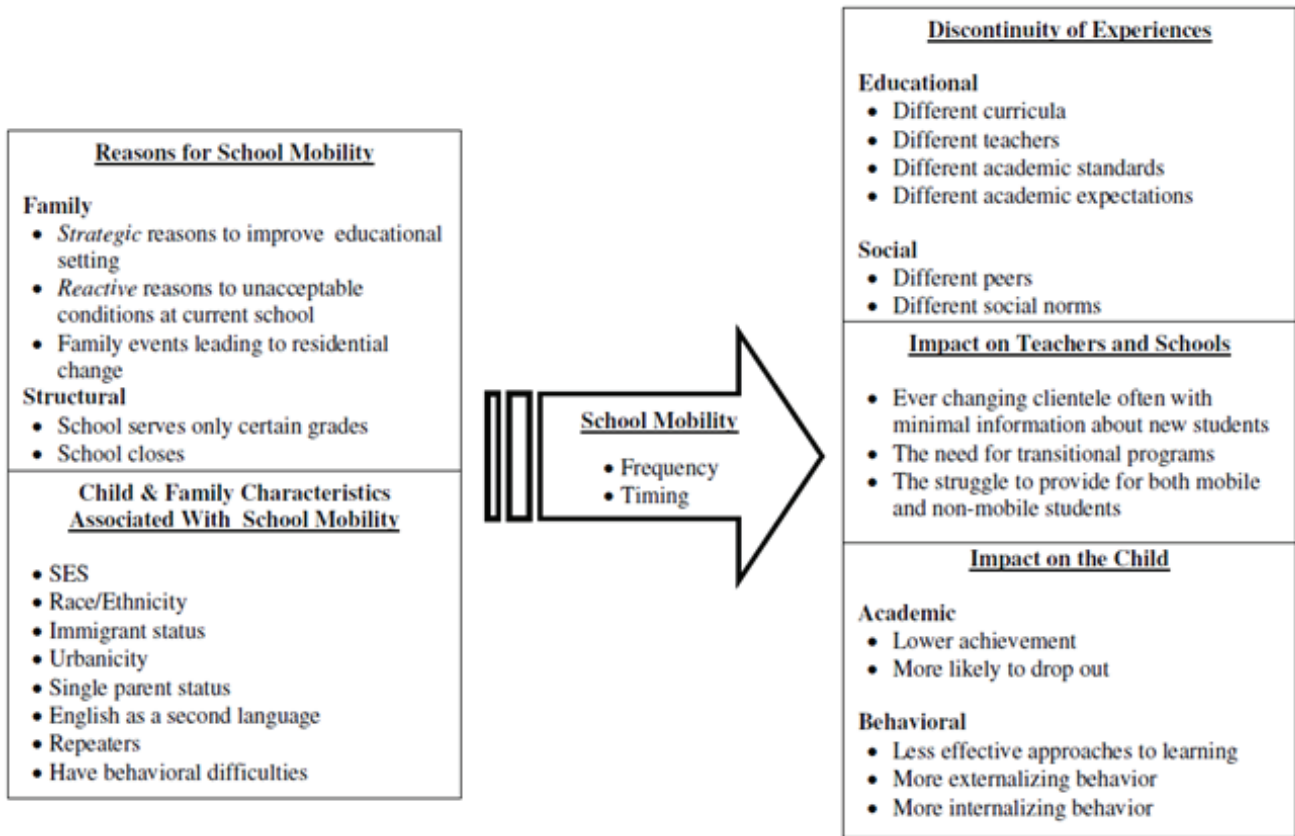 Reasons for School Mobility
Family
• Strategic reasons to improve educational
setting
• Reactive reasons to unacceptable
conditions at current school
• Family events leading to residential
change
Structural
• School serves only certain grades
• School closes
Child & Family Characteristics
Associated With School Mobility
• SES
• Race/Ethnicity
• Immigrant status
• Urbanicity
• Single parent status
• English as a second language
• Repeaters
• Have behavioral difficulties
School Mobility
• Frequency
• Timing
Discontinuity of Experiences
Educational
• Different curricula
• Different teachers
• Different academic standards
• Different academic expectations
Social
• Different peers
• Different social norms
Impact on Teachers and Schools
• Ever changing clientele often with
minimal information about new students
• The need for transitional programs
• The struggle to provide for both mobile
and non-mobile students
Impact on the Child
Academic
• Lower achievement
• More likely to drop out
Behavioral
• Less effective approaches to learning
• More externalizing behavior
• More internalizing behavior